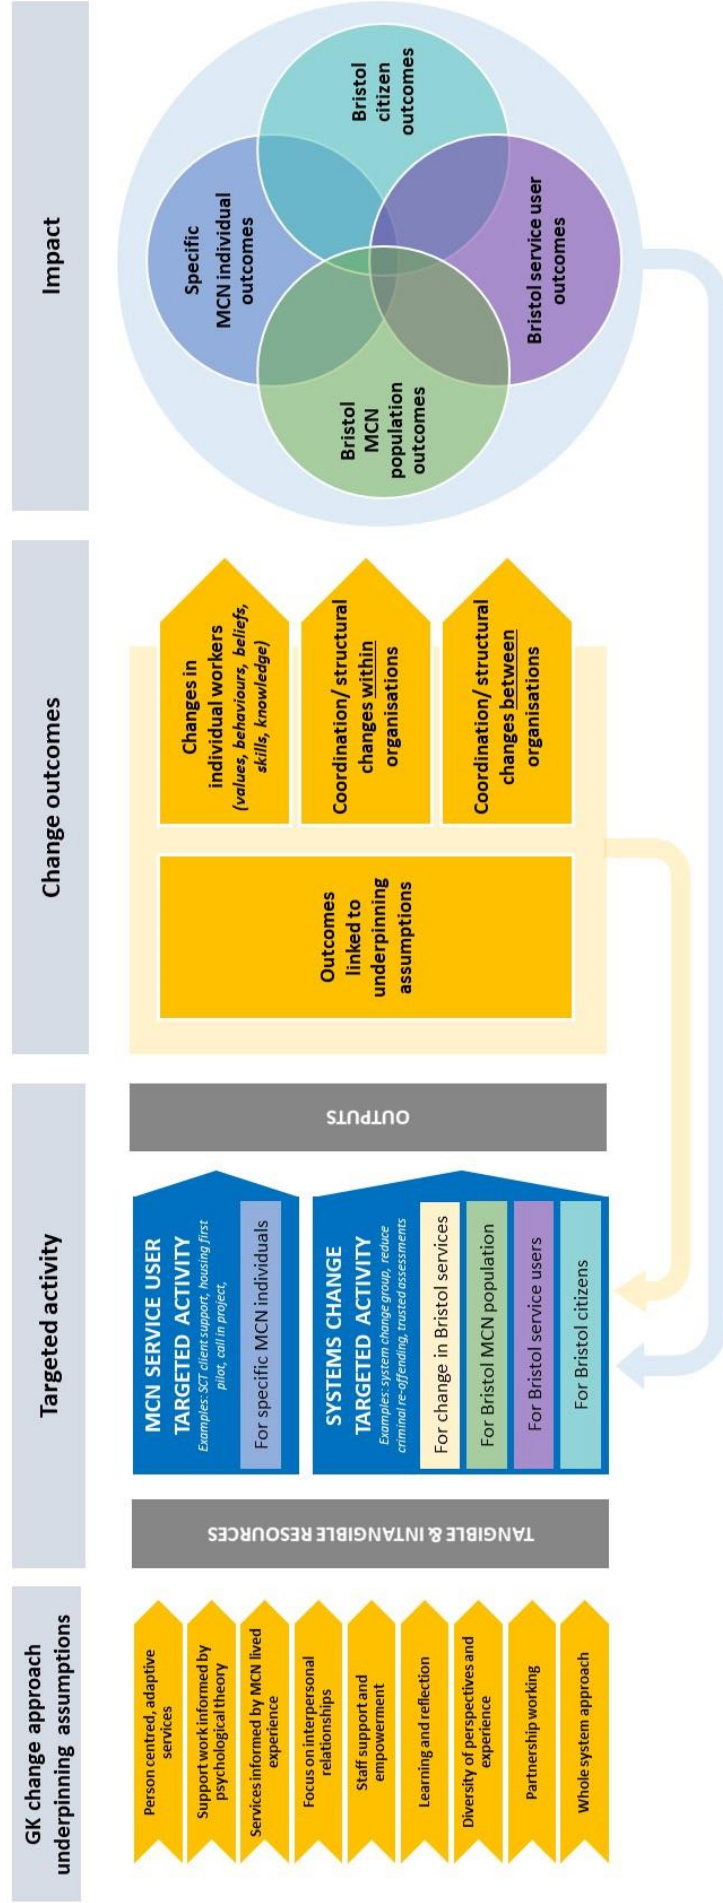 GK change approach
underpinning assumptions
Person centred, adaptive
services
Support work informed by
psychological theory
Services informed by MCN lived
experience
Focus on interpersonal
relationships
Staff support and
empowerment
Learning and reflection
Diversity of perspectives and
experience
Partnership working
Whole system approach
Targeted activity
TANGIBLE & INTANGIBLE RESOURCES
MCN SERVICE USER
TARGETED ACTIVITY
Examples: SCT client support, housing first
pilot, call in project,
For specific MCN individuals
SYSTEMS CHANGE
TARGETED ACTIVITY
Examples: system change group, reduce
criminal re-offending, trusted assessments
For change in Bristol services
For Bristol MCN population
For Bristol service users
For Bristol citizens
OUTPUTS
Change outcomes
Outcomes
linked to
underpinning
assumptions
Changes in
individual workers
(values, behaviours, beliefs,
skills, knowledge)
Coordination/ structural
changes within
organisations
Coordination/ structural
changes between
organisations
Impact
Specific
MCN individual
outcomes
Bristol
MCN
population
outcomes
Bristol
citizen
outcomes
Bristol service user
outcomes